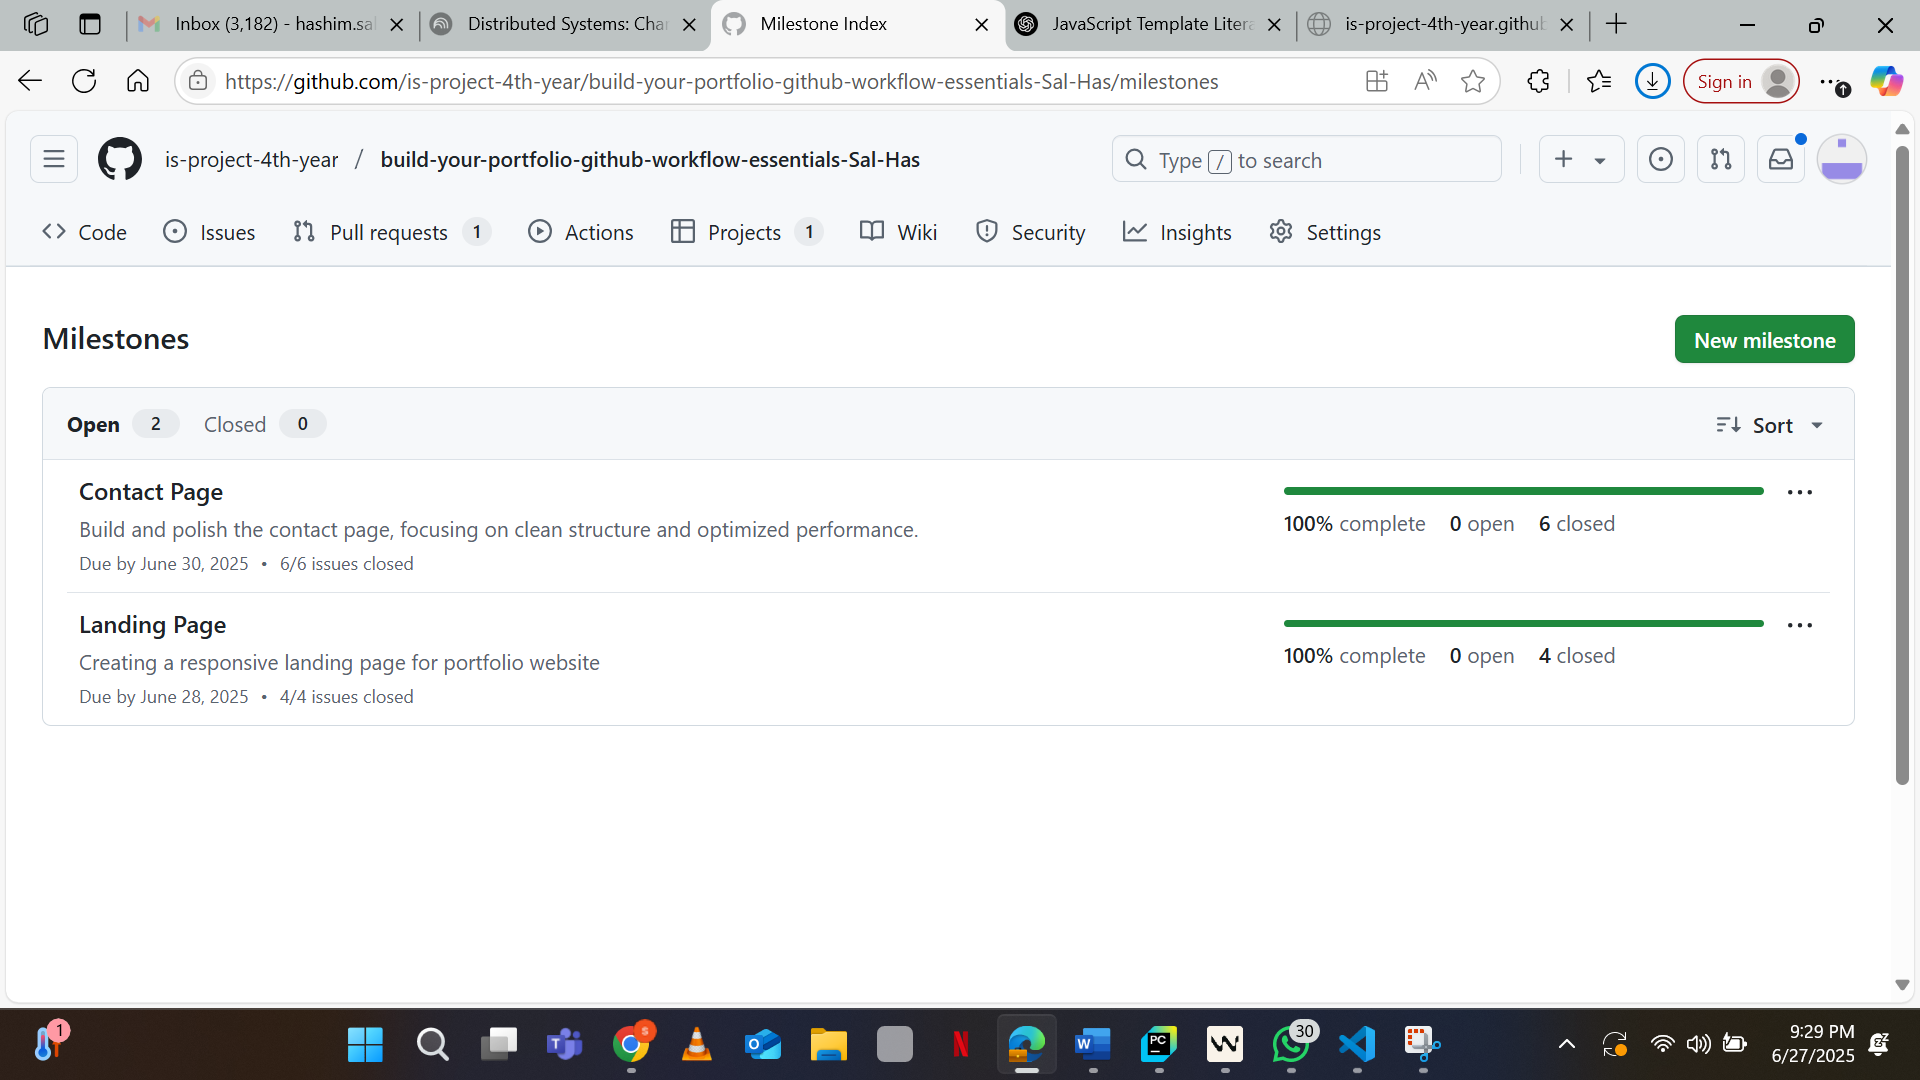 Inbox (3,182) - hashim.sal
Distributed Systems: Cha
Milestone Index
JavaScript Template Litera
is-project-4th-year.github
https://github.com/is-project-4th-year/build-your-portfolio-github-workflow-essentials-Sal-Has/milestones
Sign in
is-project-4th-year / build-your-portfolio-github-workflow-essentials-Sal-Has
Type / to search
Code
Issues
Pull requests 1
Actions
Projects 1
Wiki
Security
Insights
Settings
Milestones
New milestone
Open 2 Closed 0
Sort
Contact Page
100% complete 0 open 6 closed
Build and polish the contact page, focusing on clean structure and optimized performance.
Due by June 30, 2025 • 6/6 issues closed
Landing Page
100% complete 0 open 4 closed
Creating a responsive landing page for portfolio website
Due by June 28, 2025 • 4/4 issues closed
1
30
9:29 PM
6/27/2025